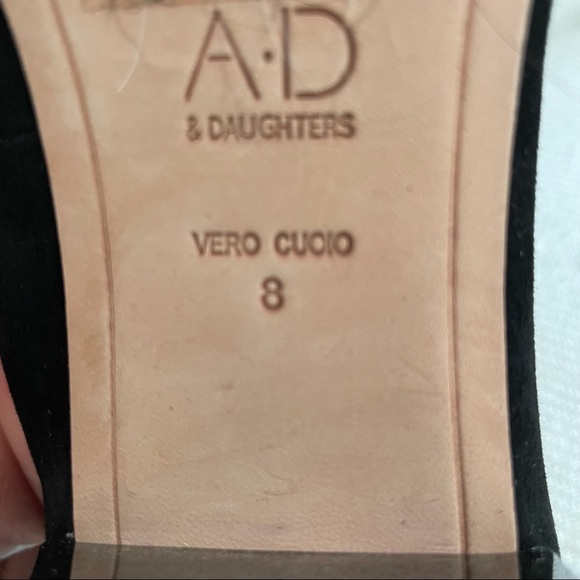 A·D
& DAUGHTERS
VERO CUOIO
8